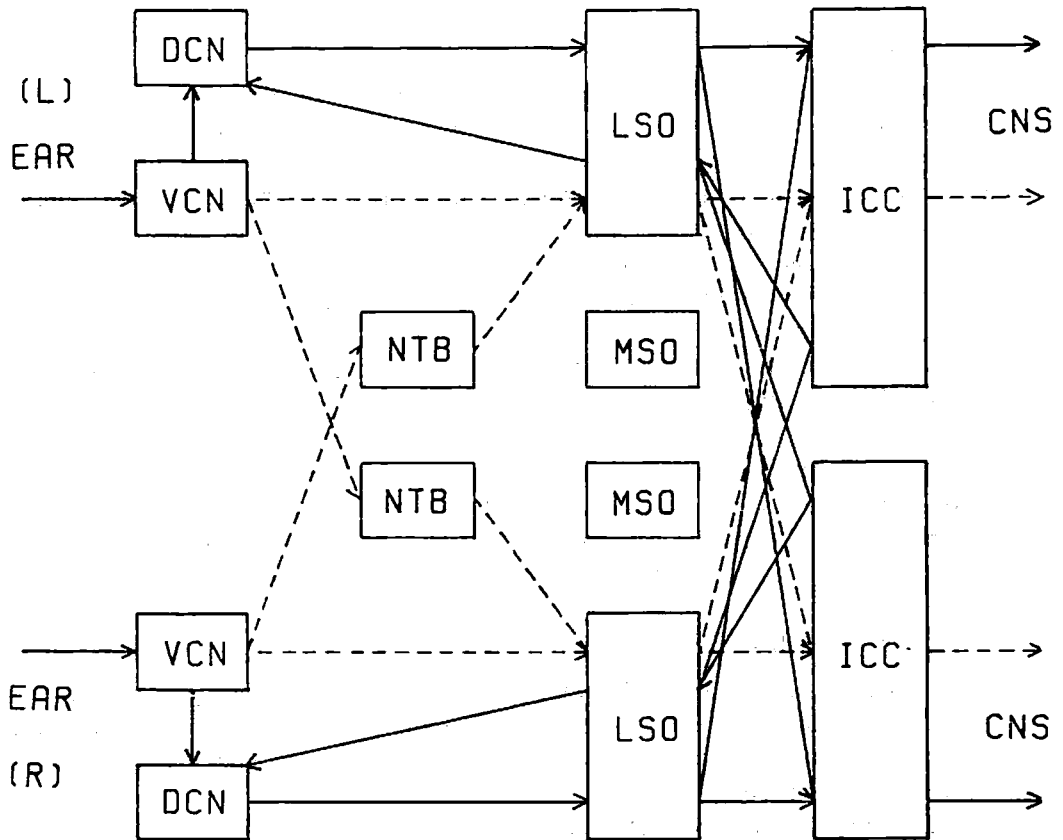 DCN
(L)
LSO
CNS
EAR
VCN
ICC
NTB
MSO
NTB
MSO
VCN
ICC
EAR
LSO
CNS
(R)
DCN